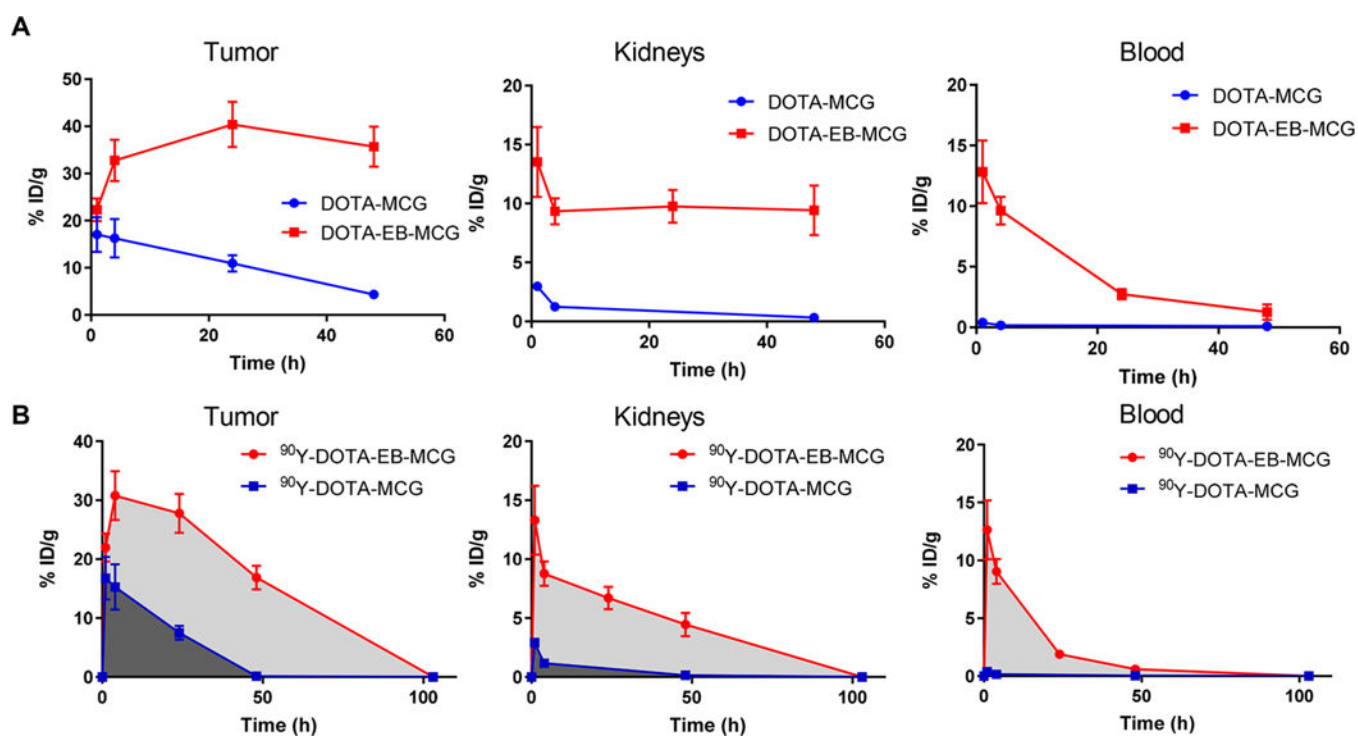 A
Tumor
% ID/g
50
40
30
20
10
0
DOTA-MCG
DOTA-EB-MCG
0 20 40 60
Time (h)
Kidneys
% ID/g
20
15
10
5
0
DOTA-MCG
DOTA-EB-MCG
0 20 40 60
Time (h)
Blood
% ID/g
20
15
10
5
0
DOTA-MCG
DOTA-EB-MCG
0 20 40 60
Time (h)
B
Tumor
% ID/g
40
30
20
10
0
⁹⁰Y-DOTA-EB-MCG
⁹⁰Y-DOTA-MCG
0 50 100
Time (h)
Kidneys
% ID/g
20
15
10
5
0
⁹⁰Y-DOTA-EB-MCG
⁹⁰Y-DOTA-MCG
0 50 100
Time (h)
Blood
% ID/g
20
15
10
5
0
⁹⁰Y-DOTA-EB-MCG
⁹⁰Y-DOTA-MCG
0 50 100
Time (h)